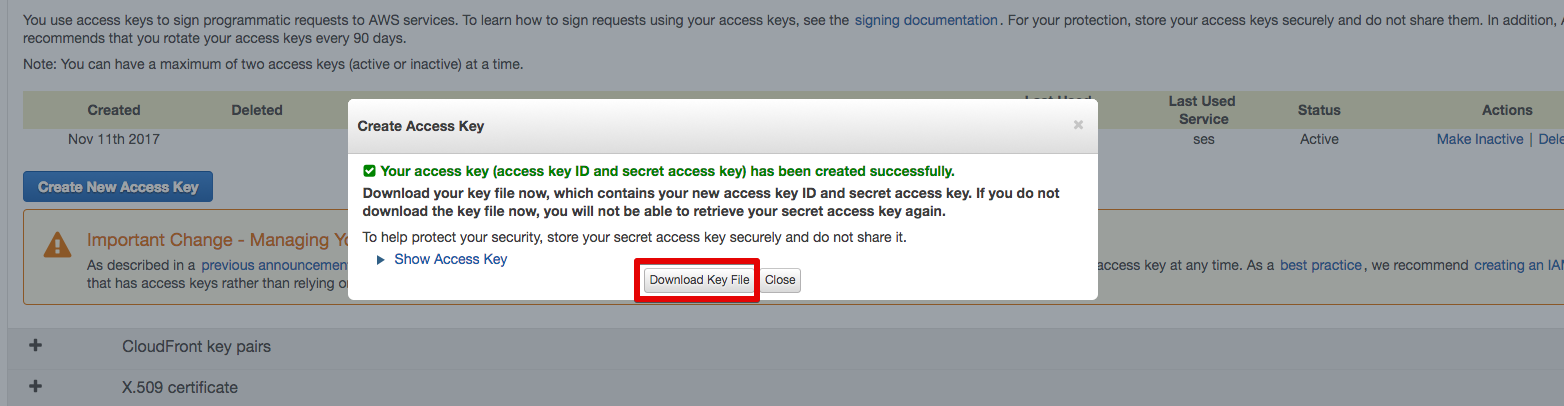 You use access keys to sign programmatic requests to AWS services. To learn how to sign requests using your access keys, see the signing documentation. For your protection, store your access keys securely and do not share them. In addition,
recommends that you rotate your access keys every 90 days.
Note: You can have a maximum of two access keys (active or inactive) at a time.
Created Deleted Last Used Last Used Service Status Actions
Nov 11th 2017 ses Active Make Inactive |
Create New Access Key
Create Access Key
Your access key (access key ID and secret access key) has been created successfully.
Download your key file now, which contains your new access key ID and secret access key. If you do not
download the key file now, you will not be able to retrieve your secret access key again.
To help protect your security, store your secret access key securely and do not share it.
Show Access Key
Download Key File Close
Important Change - Managing
As described in a previous announcement access key at any time. As a best practice, we recommend creating an
that has access keys rather than relying
CloudFront key pairs
X.509 certificate